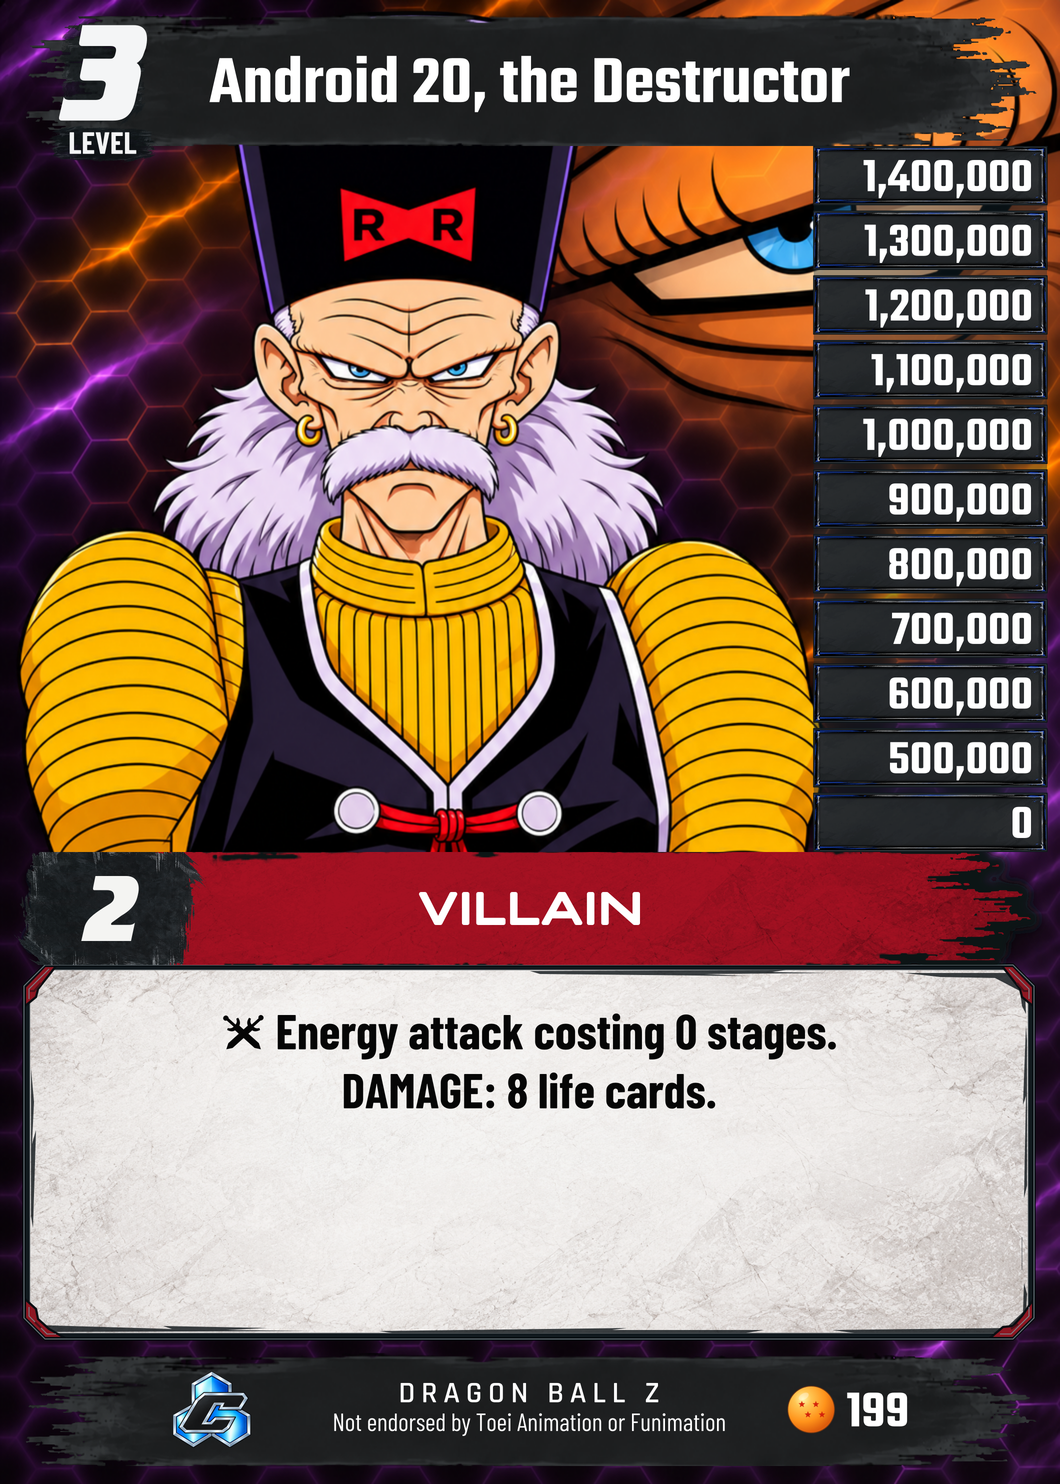 3
LEVEL
Android 20, the Destructor
R R
1,400,000
1,300,000
1,200,000
1,100,000
1,000,000
900,000
800,000
700,000
600,000
500,000
0
2
VILLAIN
Energy attack costing 0 stages.
DAMAGE: 8 life cards.
DRAGON BALL Z
Not endorsed by Toei Animation or Funimation
G
199